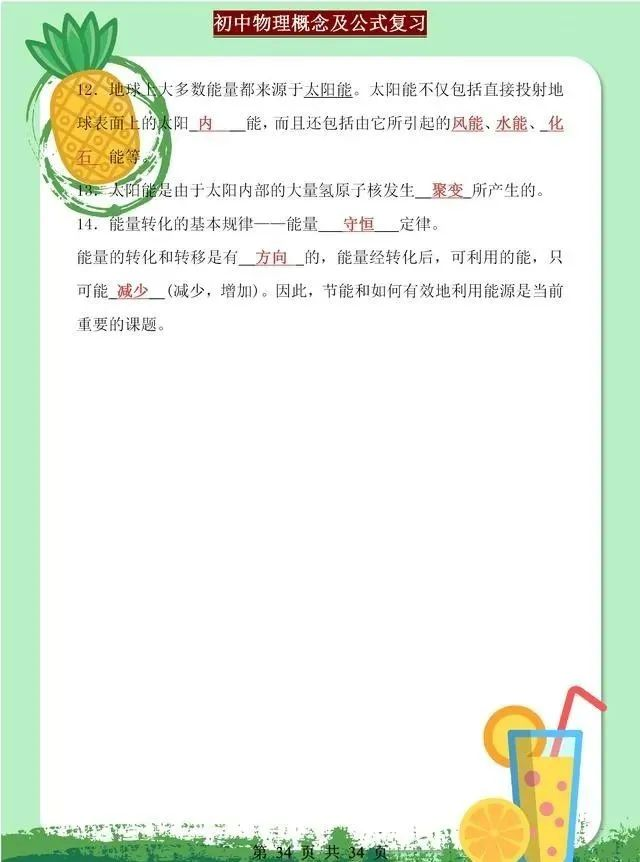 初中物理概念及公式复习
12. 地球上大多数能量都来源于太阳能。太阳能不仅包括直接投射地
球表面上的太阳 内 能,而且还包括由它所引起的风能、水能、 化
石 能等。
13. 太阳能是由于太阳内部的大量氢原子核发生 聚变 所产生的。
14. 能量转化的基本规律——能量 守恒 定律。
能量的转化和转移是有 方向 的,能量经转化后,可利用的能,只
可能 减少 (减少,增加)。因此,节能和如何有效地利用能源是当前
重要的课题。
第 34 页 共 34 页